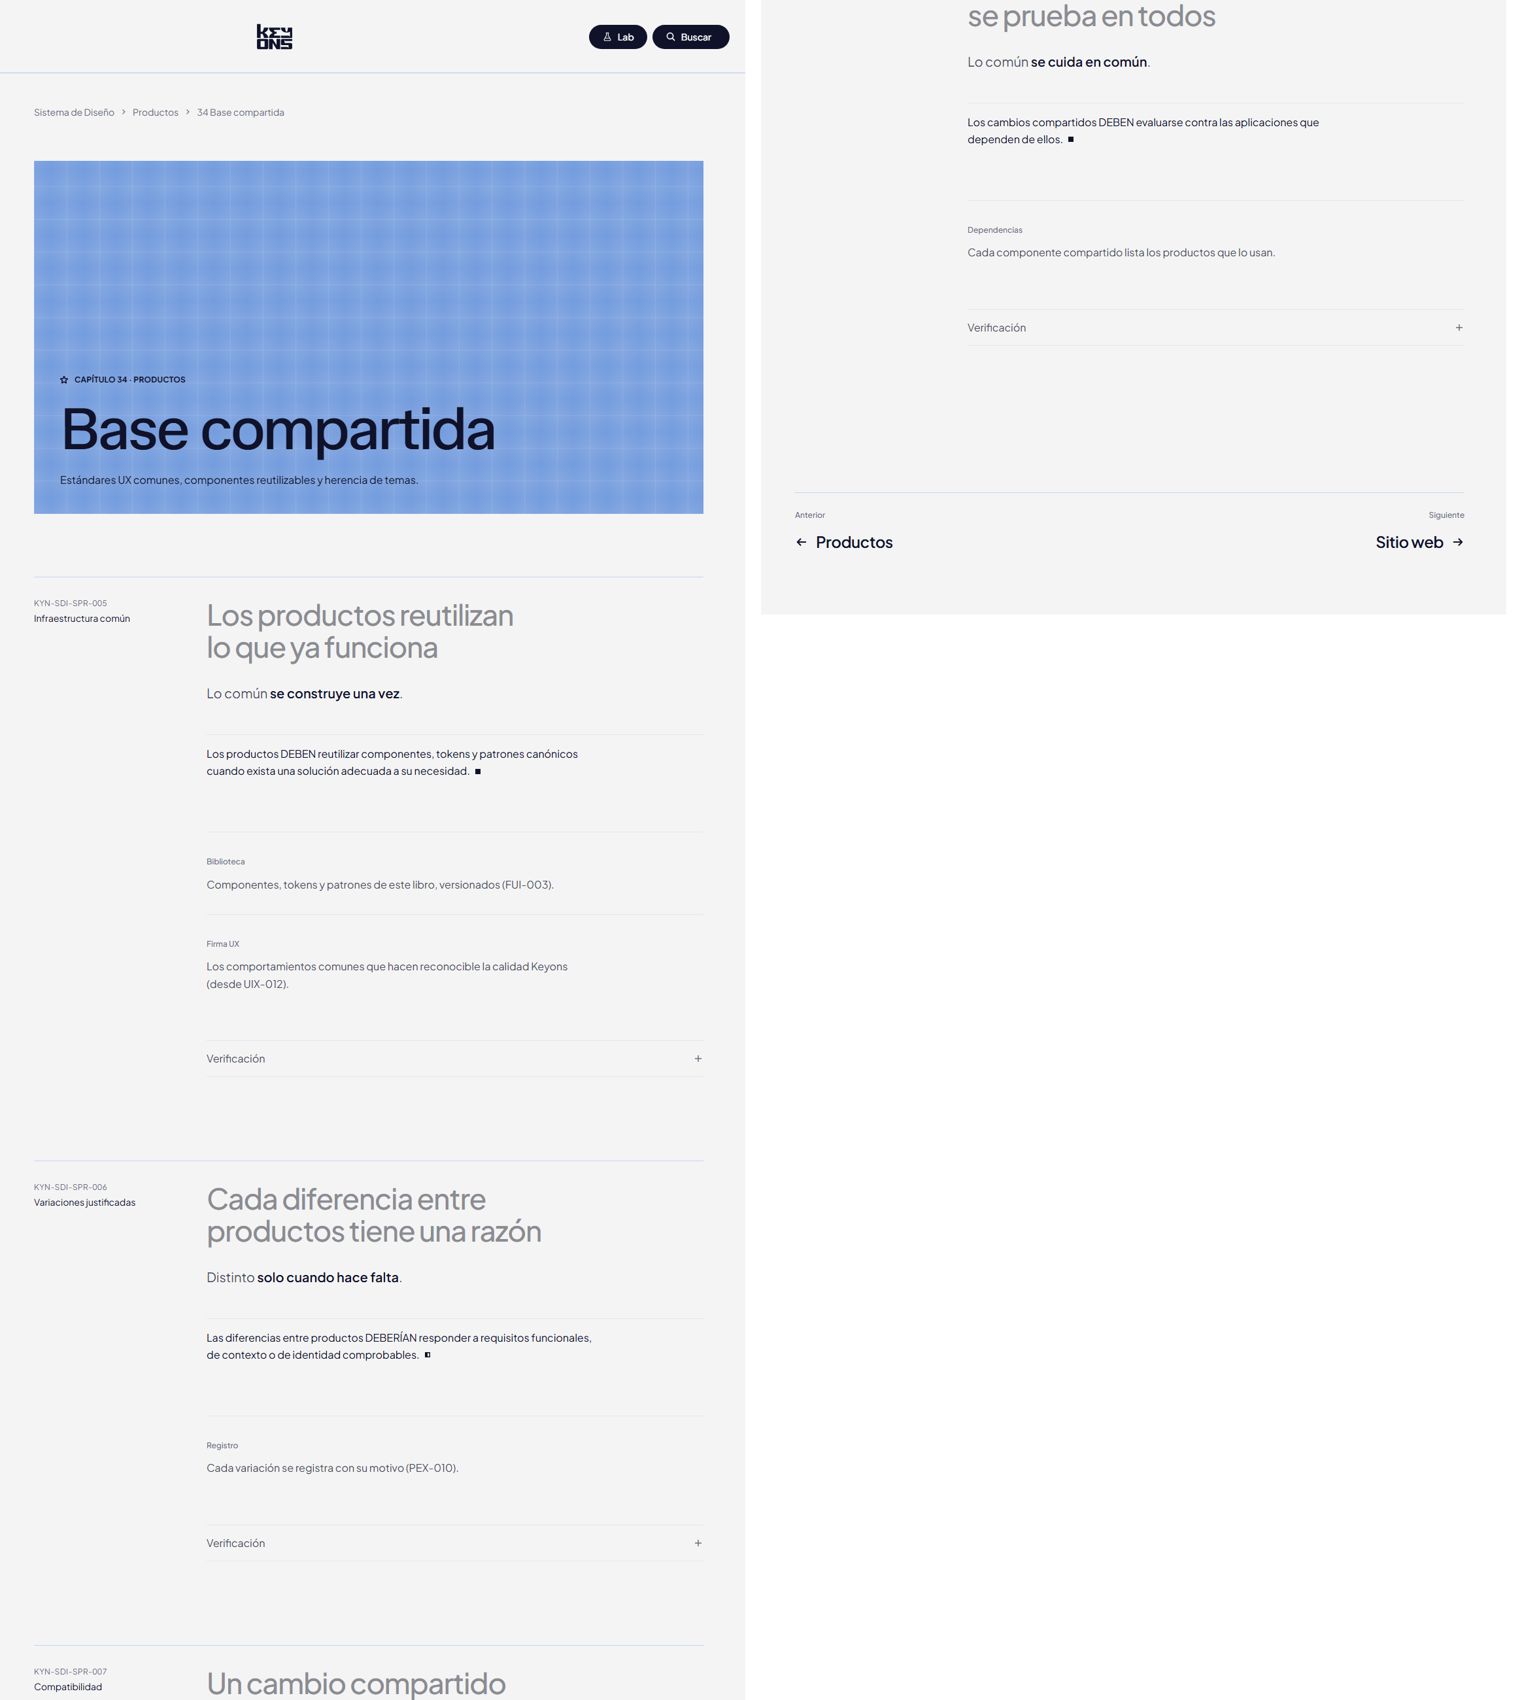 KEY
ONS
Lab
Buscar
Sistema de Diseño > Productos > 34 Base compartida
CAPÍTULO 34 · PRODUCTOS
Base compartida
Estándares UX comunes, componentes reutilizables y herencia de temas.
KYN-SDI-SPR-005
Infraestructura común
Los productos reutilizan
lo que ya funciona
Lo común se construye una vez.
Los productos DEBEN reutilizar componentes, tokens y patrones canónicos
cuando exista una solución adecuada a su necesidad.
Biblioteca
Componentes, tokens y patrones de este libro, versionados (FUI-003).
Firma UX
Los comportamientos comunes que hacen reconocible la calidad Keyons
(desde UIX-012).
Verificación +
KYN-SDI-SPR-006
Variaciones justificadas
Cada diferencia entre
productos tiene una razón
Distinto solo cuando hace falta.
Las diferencias entre productos DEBERÍAN responder a requisitos funcionales,
de contexto o de identidad comprobables.
Registro
Cada variación se registra con su motivo (PEX-010).
Verificación +
KYN-SDI-SPR-007
Compatibilidad
Un cambio compartido
se prueba en todos
Lo común se cuida en común.
Los cambios compartidos DEBEN evaluarse contra las aplicaciones que
dependen de ellos.
Dependencias
Cada componente compartido lista los productos que lo usan.
Verificación +
Anterior
← Productos
Siguiente
Sitio web →